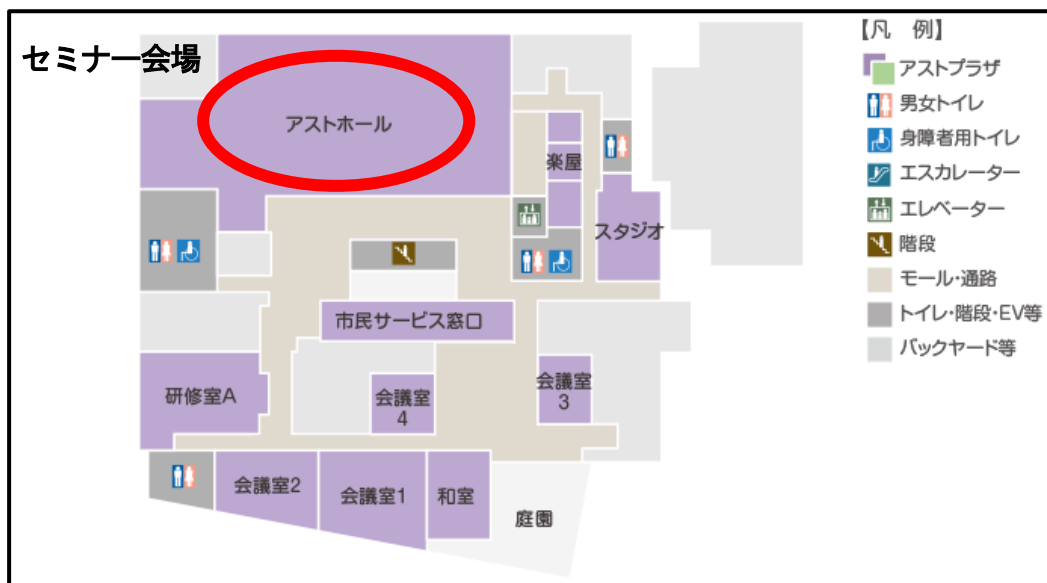 セミナー会場
アストホール
楽屋
スタジオ
市民サービス窓口
研修室A
会議室
4
会議室
3
会議室2
会議室1
和室
庭園
【凡　例】
アストプラザ
男女トイレ
身障者用トイレ
エスカレーター
エレベーター
階段
モール・通路
トイレ・階段・EV等
バックヤード等